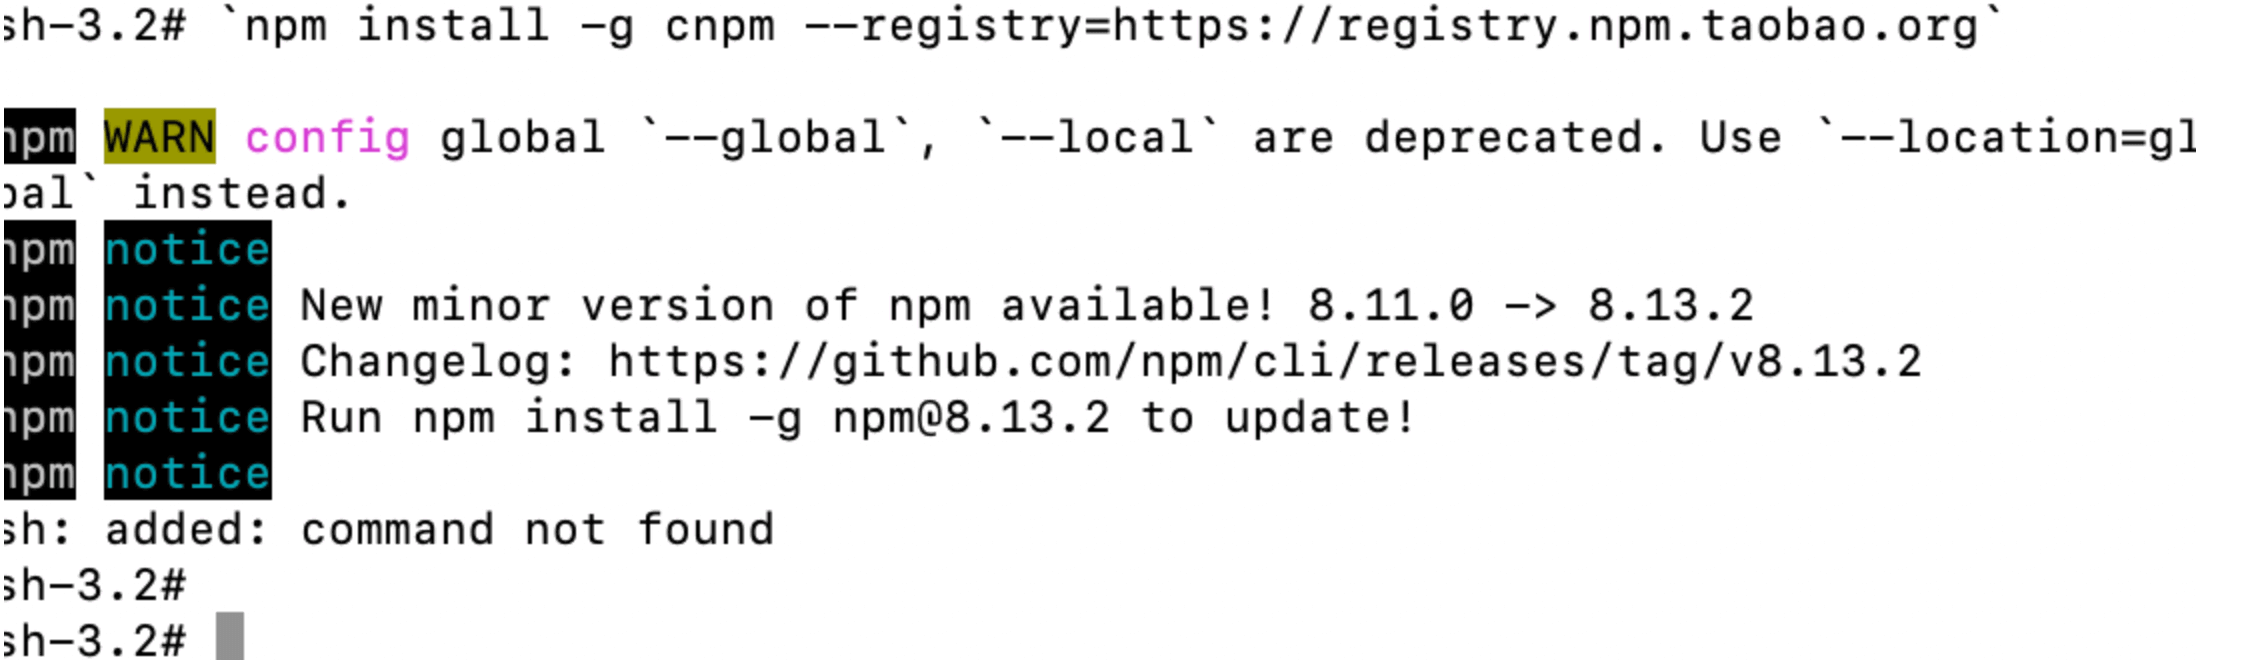 sh-3.2# `npm install -g cnpm --registry=https://registry.npm.taobao.org`
npm WARN config global `--global`, `--local` are deprecated. Use `--location=gl
bal` instead.
npm notice
npm notice New minor version of npm available! 8.11.0 -> 8.13.2
npm notice Changelog: https://github.com/npm/cli/releases/tag/v8.13.2
npm notice Run npm install -g npm@8.13.2 to update!
npm notice
sh: added: command not found
sh-3.2#
sh-3.2#